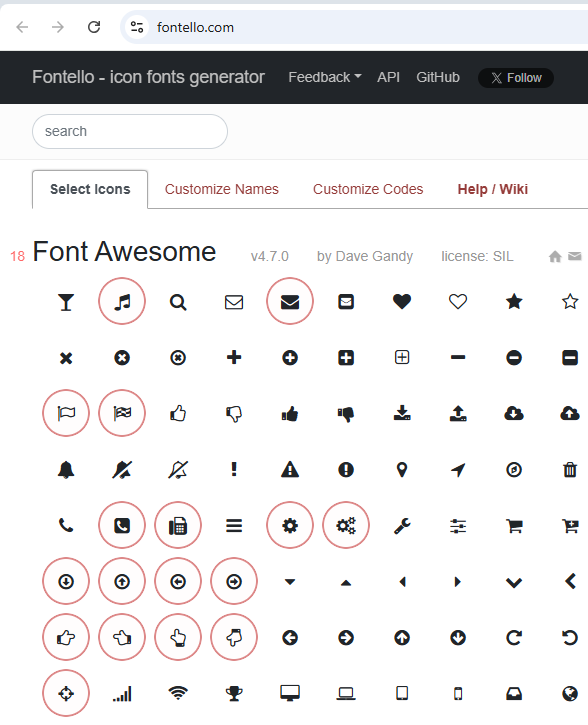 fontello.com
Fontello - icon fonts generator Feedback API GitHub Follow
search
Select Icons Customize Names Customize Codes Help / Wiki
18 Font Awesome v4.7.0 by Dave Gandy license: SIL